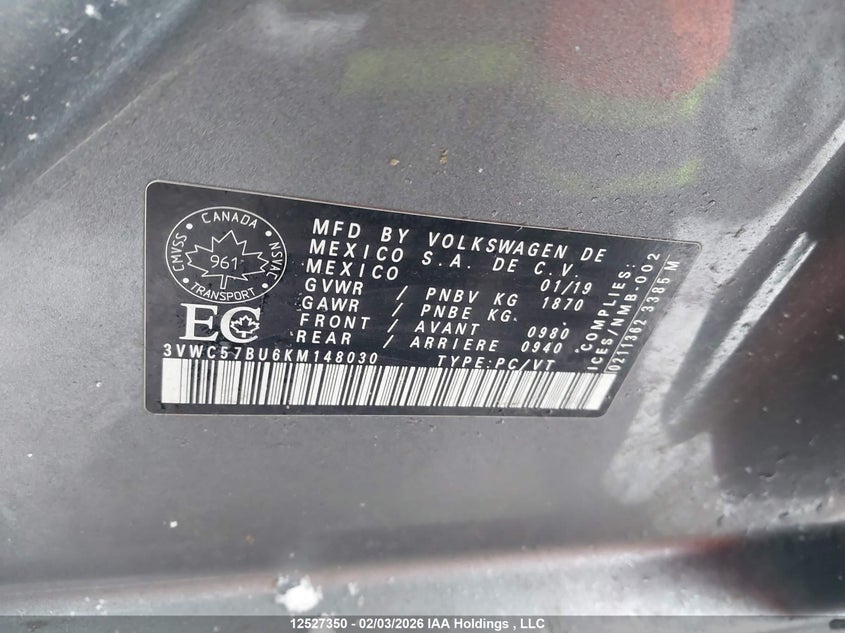 CANADA
CMVSS
NSVAC
961
TRANSPORT
EC
MFD BY VOLKSWAGEN DE
MEXICO S.A. DE C.V.
MEXICO 01/19
GVWR / PNBV KG 1870
GAWR / PNBE KG.
FRONT / AVANT 0980
REAR / ARRIERE 0940
3VWC57BU6KM148030 TYPE:PC/VT
COMPLIES:
ICES/NMB-002
0211362 3385 M
12527350 - 02/03/2026 IAA Holdings , LLC